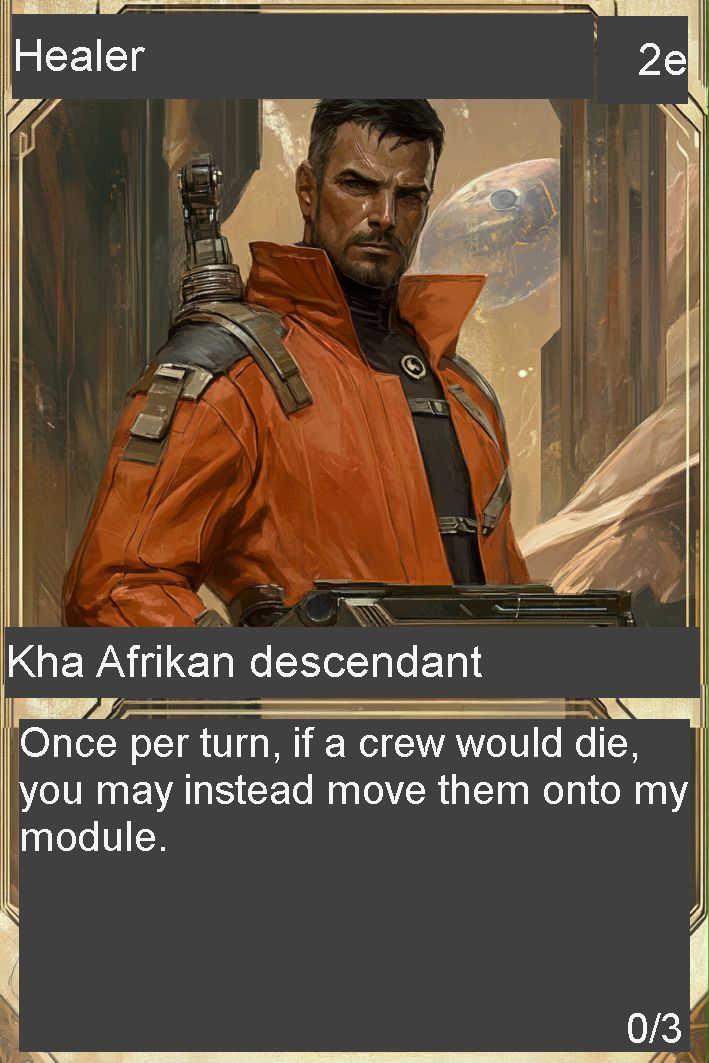 Healer
2e
Kha Afrikan descendant
Once per turn, if a crew would die,
you may instead move them onto my
module.
0/3